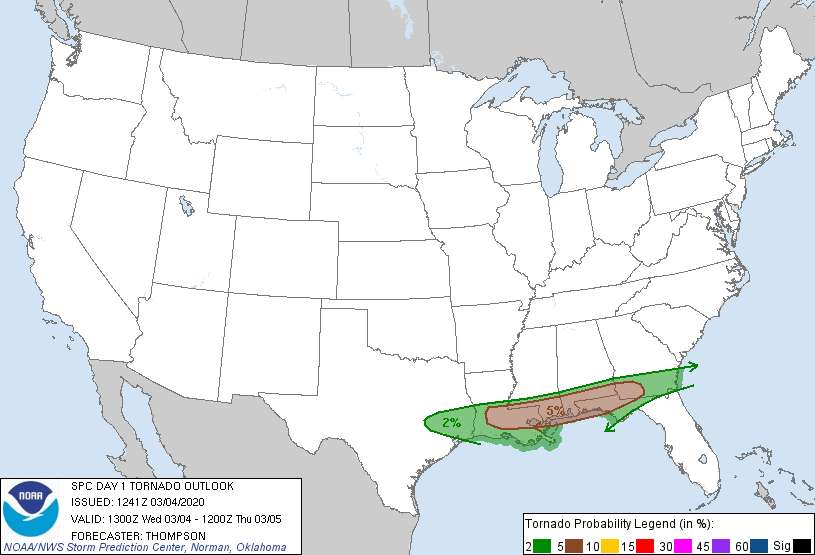 2%
5%
NOAA
SPC DAY 1 TORNADO OUTLOOK
ISSUED: 1241Z 03/04/2020
VALID: 1300Z Wed 03/04 - 1200Z Thu 03/05
FORECASTER: THOMPSON
NOAA/NWS Storm Prediction Center, Norman, Oklahoma
Tornado Probability Legend (in %):
2 5 10 15 30 45 60 Sig